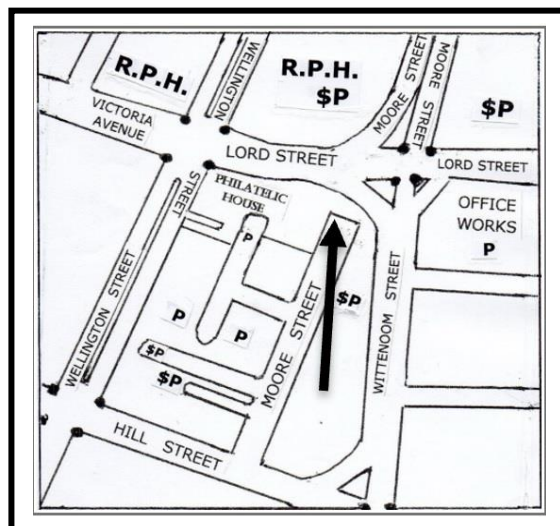 R.P.H.
WELLINGTON
R.P.H.
$P
MOORE STREET
MOORE STREET
$P
VICTORIA
AVENUE
LORD STREET
LORD STREET
STREET
PHILATELIC
HOUSE
P
OFFICE
WORKS
P
WELLINGTON STREET
P
P
$P
MOORE STREET
WITTENOOM STREET
$P
$P
HILL STREET